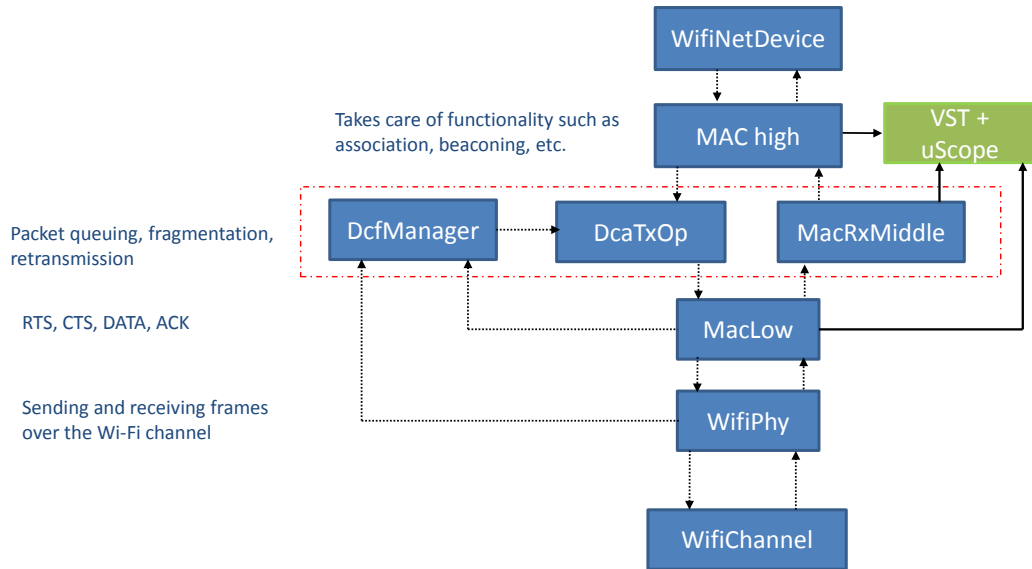 WifiNetDevice
Takes care of functionality such as
association, beaconing, etc.
MAC high
VST +
uScope
Packet queuing, fragmentation,
retransmission
DcfManager
DcaTxOp
MacRxMiddle
RTS, CTS, DATA, ACK
MacLow
Sending and receiving frames
over the Wi-Fi channel
WifiPhy
WifiChannel